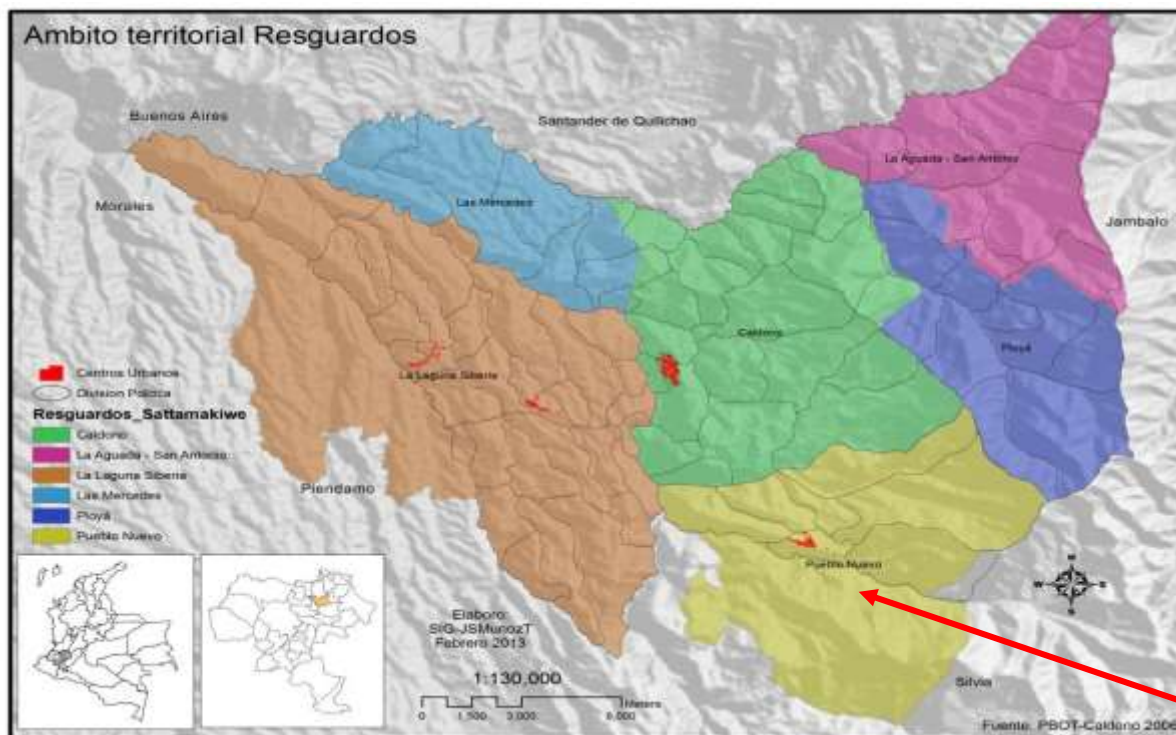 Ambito territorial Resguardos
Buenos Aires
Santander de Quilichao
La Aguada - San Antonio
Morales
Las Mercedes
Jambalo
Caldono
Pioyá
La Laguna Siberia
Centros Urbanos
Division Politica
Resguardos_Sattamakiwe
Caldono
La Aguada - San Antonio
La Laguna Siberia
Las Mercedes
Pioyá
Pueblo Nuevo
Piendamo
Pueblo Nuevo
Elaboro:
SIG-JSMunozT
Febrero 2013
1:130,000
Meters
0 1,500 3,000 6,000
Silvia
Fuente: PBOT-Caldono 2006